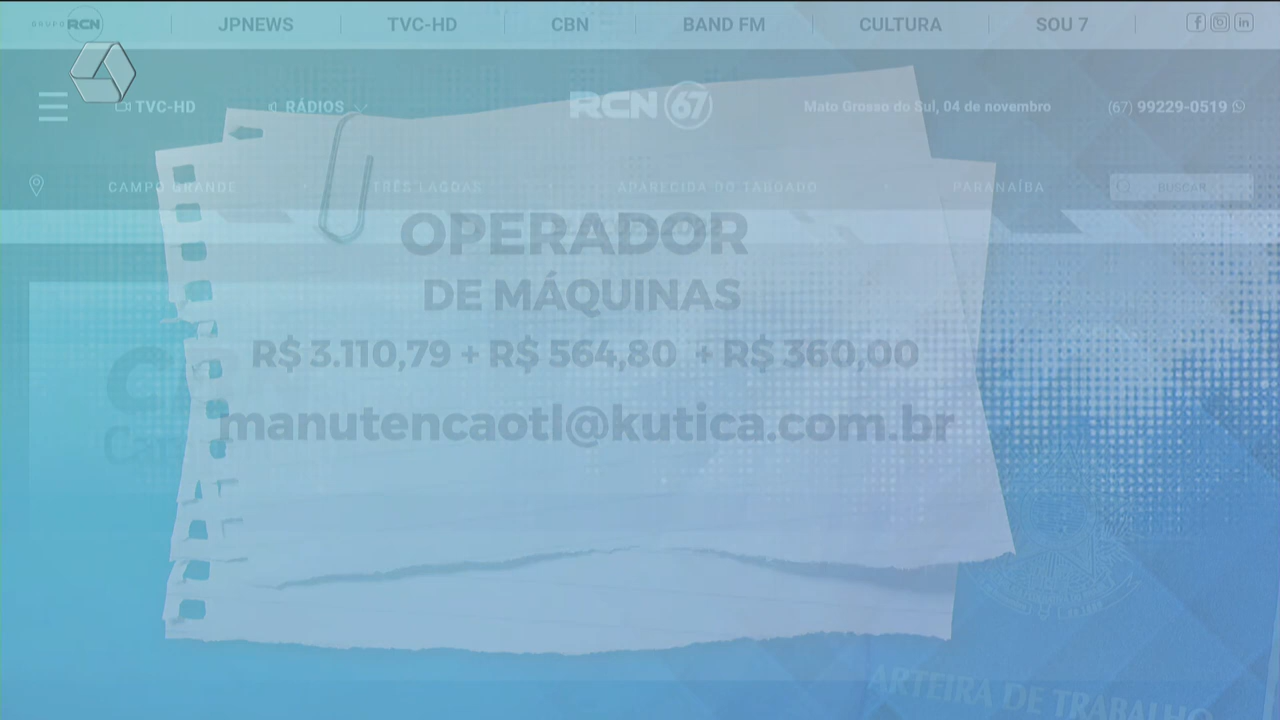 GRUPO RCN JPNEWS TVC-HD CBN BAND FM CULTURA SOU 7
TVC-HD RÁDIOS RCN 67 Mato Grosso do Sul, 04 de novembro (67) 99229-0519
CAMPO GRANDE TRÊS LAGOAS APARECIDA DO TABOADO PARANAÍBA BUSCAR
OPERADOR
DE MÁQUINAS
R$ 3.110,79 + R$ 564,80 + R$ 360,00
manutencaotl@kutica.com.br
ARTEIRA DE TRABALHO